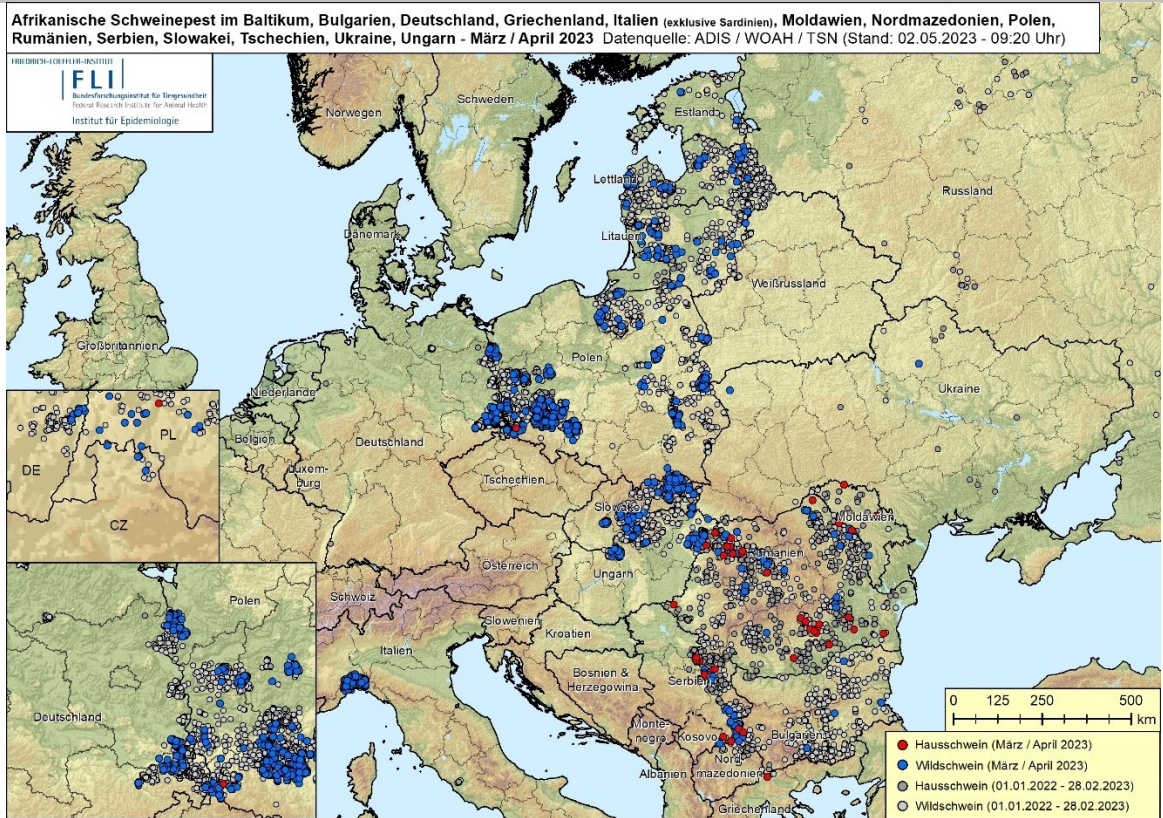 Afrikanische Schweinepest im Baltikum, Bulgarien, Deutschland, Griechenland, Italien (exklusive Sardinien), Moldawien, Nordmazedonien, Polen,
Rumänien, Serbien, Slowakei, Tschechien, Ukraine, Ungarn - März / April 2023 Datenquelle: ADIS / WOAH / TSN (Stand: 02.05.2023 - 09:20 Uhr)
FRIEDRICH-LOEFFLER-INSTITUT
FLI
Bundesforschungsinstitut für Tiergesundheit
Federal Research Institute for Animal Health
Institut für Epidemiologie
Norwegen
Schweden
Estland
Russland
Lettland
Dänemark
Litauen
Weißrussland
Großbritannien
Polen
Ukraine
Niederlande
Belgien
Deutschland
Luxem-
burg
Tschechien
Slowakei
Moldawien
Rumänien
Österreich
Ungarn
Schweiz
Slowenien
Kroatien
Italien
Bosnien &
Herzegowina
Serbien
Monte-
negro
Kosovo
Bulgarien
Nord-
mazedonien
Albanien
Griechenland
DE
PL
CZ
Polen
Deutschland
0 125 250 500
km
Hausschwein (März / April 2023)
Wildschwein (März / April 2023)
Hausschwein (01.01.2022 - 28.02.2023)
Wildschwein (01.01.2022 - 28.02.2023)